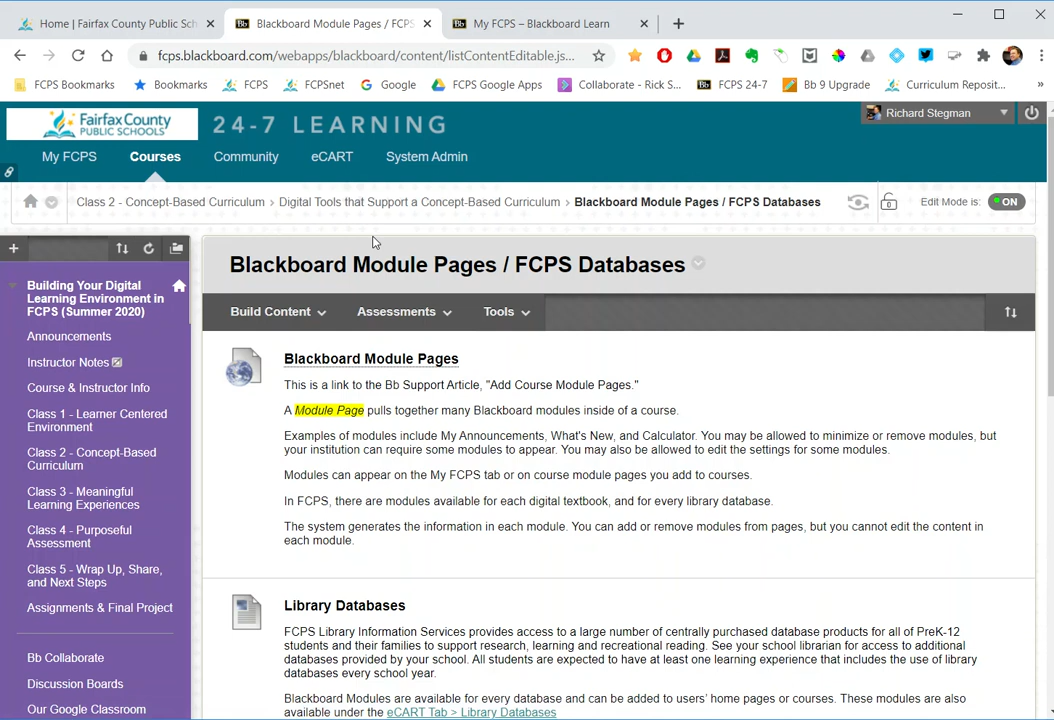 Home | Fairfax County Public Sch
Blackboard Module Pages / FCPS
My FCPS – Blackboard Learn
fcps.blackboard.com/webapps/blackboard/content/listContentEditable.js...
FCPS Bookmarks
Bookmarks
FCPS
FCPSnet
Google
FCPS Google Apps
Collaborate - Rick S...
FCPS 24-7
Bb 9 Upgrade
Curriculum Reposit...
Fairfax County
PUBLIC SCHOOLS
24-7 LEARNING
Richard Stegman
My FCPS
Courses
Community
eCART
System Admin
Class 2 - Concept-Based Curriculum > Digital Tools that Support a Concept-Based Curriculum > Blackboard Module Pages / FCPS Databases
0
Edit Mode is: ON
Building Your Digital
Learning Environment in
FCPS (Summer 2020)
Announcements
Instructor Notes
Course & Instructor Info
Class 1 - Learner Centered
Environment
Class 2 - Concept-Based
Curriculum
Class 3 - Meaningful
Learning Experiences
Class 4 - Purposeful
Assessment
Class 5 - Wrap Up, Share,
and Next Steps
Assignments & Final Project
Bb Collaborate
Discussion Boards
Our Google Classroom
Blackboard Module Pages / FCPS Databases
Build Content
Assessments
Tools
Blackboard Module Pages
This is a link to the Bb Support Article, "Add Course Module Pages."
A Module Page pulls together many Blackboard modules inside of a course.
Examples of modules include My Announcements, What's New, and Calculator. You may be allowed to minimize or remove modules, but
your institution can require some modules to appear. You may also be allowed to edit the settings for some modules.
Modules can appear on the My FCPS tab or on course module pages you add to courses.
In FCPS, there are modules available for each digital textbook, and for every library database.
The system generates the information in each module. You can add or remove modules from pages, but you cannot edit the content in
each module.
Library Databases
FCPS Library Information Services provides access to a large number of centrally purchased database products for all of PreK-12
students and their families to support research, learning and recreational reading. See your school librarian for access to additional
databases provided by your school. All students are expected to have at least one learning experience that includes the use of library
databases every school year.
Blackboard Modules are available for every database and can be added to users' home pages or courses. These modules are also
available under the eCART Tab > Library Databases